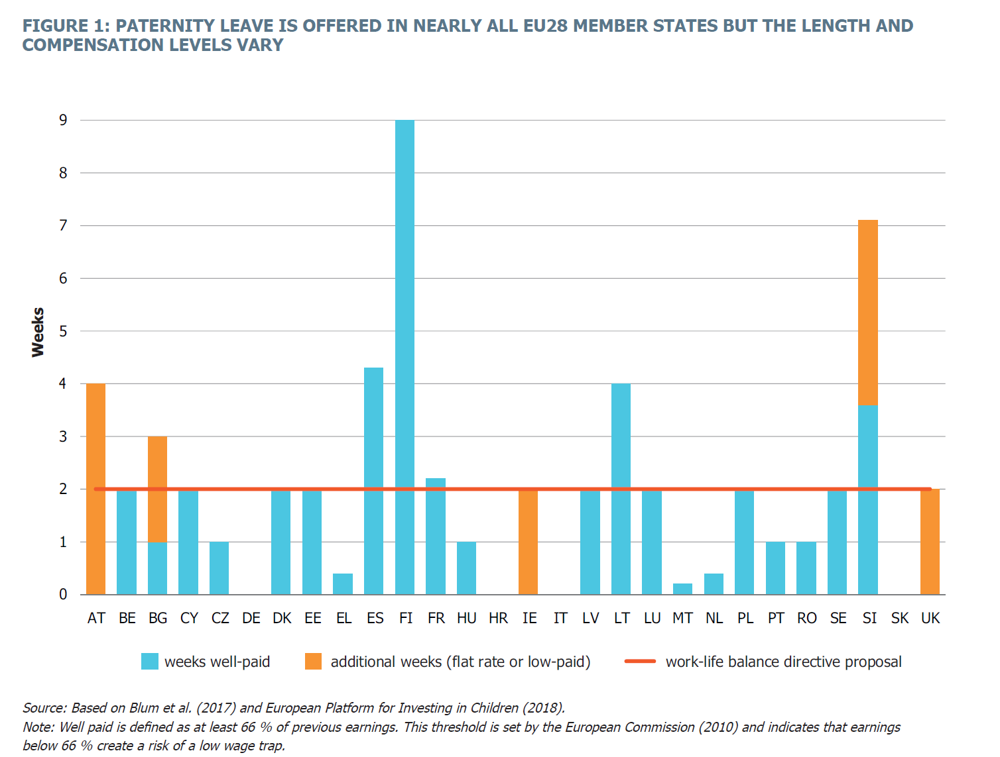 FIGURE 1: PATERNITY LEAVE IS OFFERED IN NEARLY ALL EU28 MEMBER STATES BUT THE LENGTH AND
COMPENSATION LEVELS VARY
9
8
7
6
5
4
3
2
1
0
Weeks
AT BE BG CY CZ DE DK EE EL ES FI FR HU HR IE IT LV LT LU MT NL PL PT RO SE SI SK UK
weeks well-paid additional weeks (flat rate or low-paid) work-life balance directive proposal
Source: Based on Blum et al. (2017) and European Platform for Investing in Children (2018).
Note: Well paid is defined as at least 66 % of previous earnings. This threshold is set by the European Commission (2010) and indicates that earnings
below 66 % create a risk of a low wage trap.